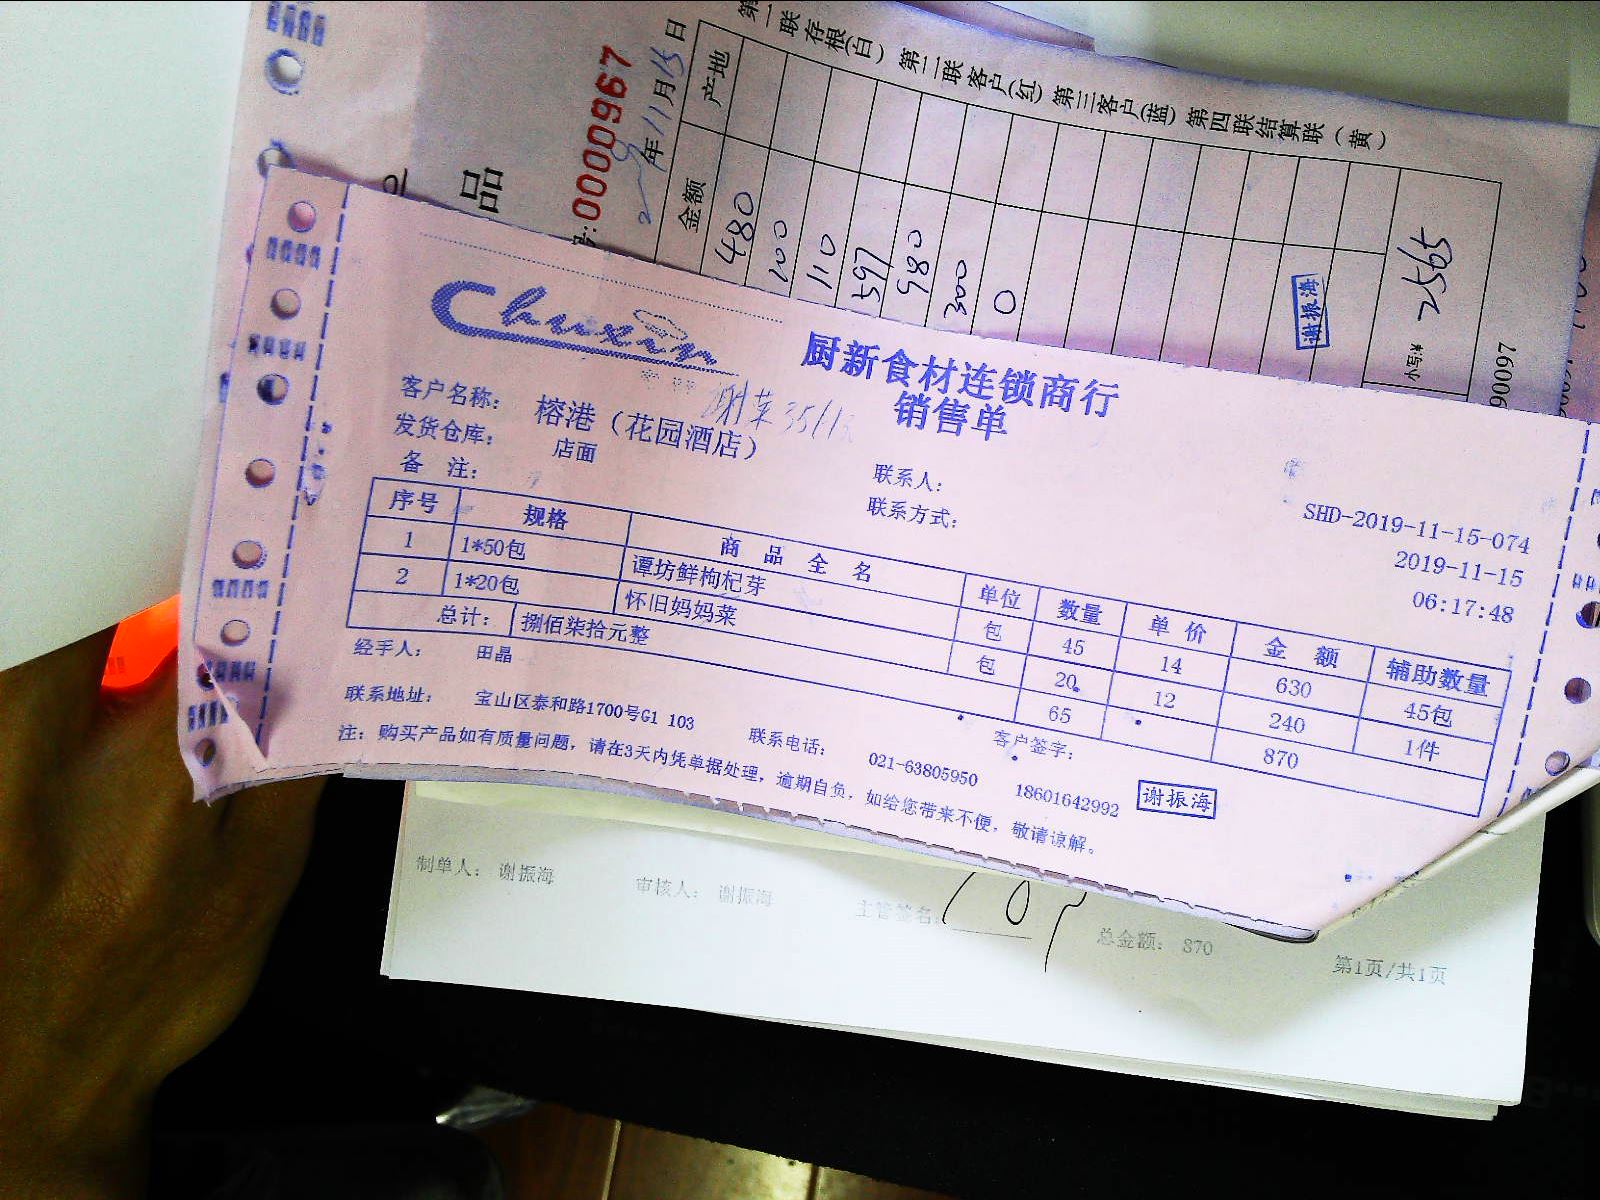 第一联存根(白) 第二联客户(红) 第三客户(蓝) 第四联结算联(黄)
品
号:0000967
年11月15日
金额 产地
480
100
110
597
980
300
0
谢振海
小写:¥ 2565
90097
Chuxin
厨新食材连锁商行
销售单
客户名称: 榕港(花园酒店)
发货仓库: 店面
备 注:
联系人:
联系方式:
SHD-2019-11-15-074
2019-11-15
06:17:48
序号 规格 商 品 全 名 单位 数量 单 价 金 额 辅助数量
1 1*50包 谭坊鲜枸杞芽 包 45 14 630 45包
2 1*20包 怀旧妈妈菜 包 20 12 240 1件
总计: 捌佰柒拾元整 65 870
经手人: 田晶
客户签字:
谢振海
联系地址: 宝山区泰和路1700号G1 103 联系电话: 021-63805950 18601642992
注:购买产品如有质量问题,请在3天内凭单据处理,逾期自负,如给您带来不便,敬请谅解。
制单人: 谢振海 审核人: 谢振海 主管签名: 总金额: 870
第1页/共1页